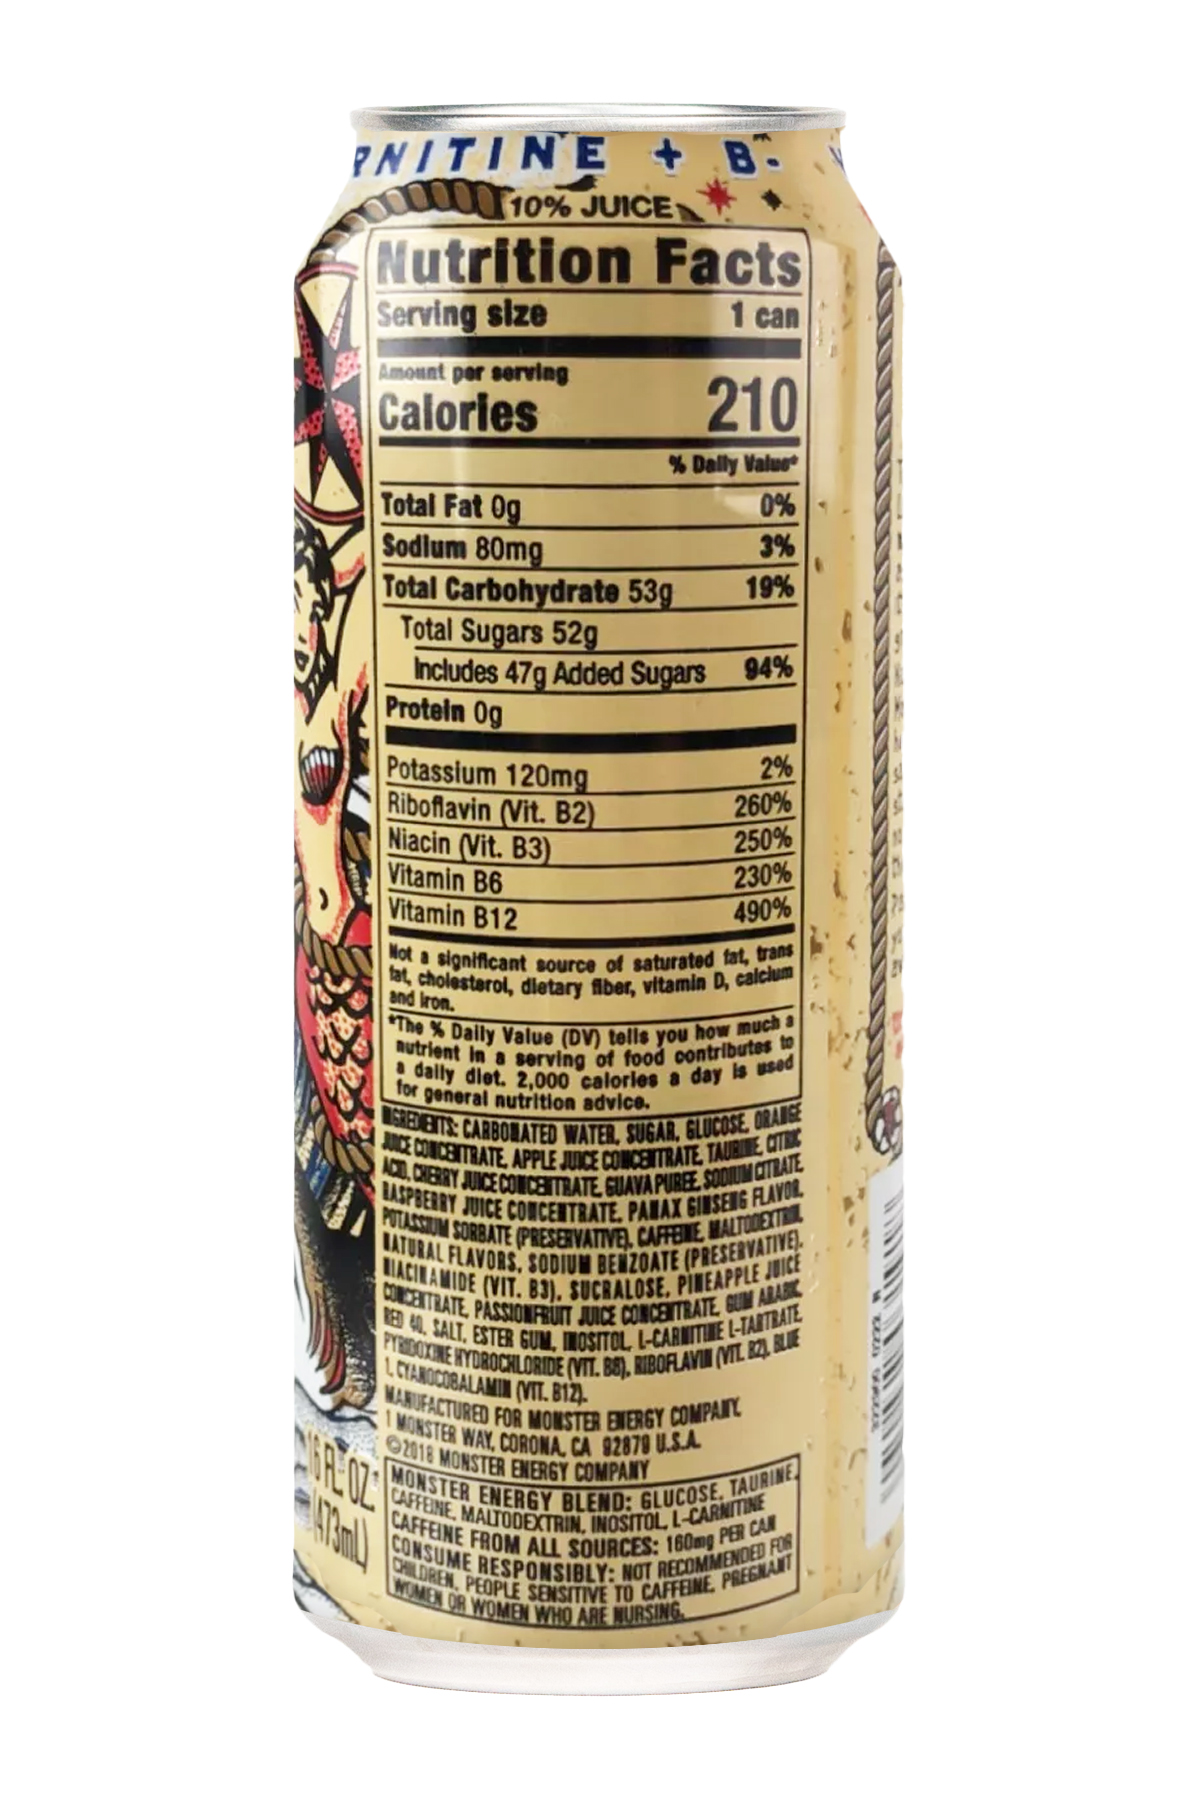 RNITINE + B-
10% JUICE
Nutrition Facts
Serving size 1 can
Amount per serving
Calories 210
% Daily Value*
Total Fat 0g 0%
Sodium 80mg 3%
Total Carbohydrate 53g 19%
Total Sugars 52g
Includes 47g Added Sugars 94%
Protein 0g
Potassium 120mg 2%
Riboflavin (Vit. B2) 260%
Niacin (Vit. B3) 250%
Vitamin B6 230%
Vitamin B12 490%
Not a significant source of saturated fat, trans
fat, cholesterol, dietary fiber, vitamin D, calcium
and iron.
*The % Daily Value (DV) tells you how much a
nutrient in a serving of food contributes to
a daily diet. 2,000 calories a day is used
for general nutrition advice.
INGREDIENTS: CARBONATED WATER, SUGAR, GLUCOSE, ORANGE
JUICE CONCENTRATE, APPLE JUICE CONCENTRATE, TAURINE, CITRIC
ACID, CHERRY JUICE CONCENTRATE, GUAVA PUREE, SODIUM CITRATE,
RASPBERRY JUICE CONCENTRATE, PANAX GINSENG FLAVOR,
POTASSIUM SORBATE (PRESERVATIVE), CAFFEINE, MALTODEXTRIN,
NATURAL FLAVORS, SODIUM BENZOATE (PRESERVATIVE),
NIACINAMIDE (VIT. B3), SUCRALOSE, PINEAPPLE JUICE
CONCENTRATE, PASSIONFRUIT JUICE CONCENTRATE, GUM ARABIC,
RED 40, SALT, ESTER GUM, INOSITOL, L-CARNITINE L-TARTRATE,
PYRIDOXINE HYDROCHLORIDE (VIT. B6), RIBOFLAVIN (VIT. B2), BLUE
1, CYANOCOBALAMIN (VIT. B12).
MANUFACTURED FOR MONSTER ENERGY COMPANY,
1 MONSTER WAY, CORONA, CA 92879 U.S.A.
©2018 MONSTER ENERGY COMPANY
MONSTER ENERGY BLEND: GLUCOSE, TAURINE,
CAFFEINE, MALTODEXTRIN, INOSITOL, L-CARNITINE
CAFFEINE FROM ALL SOURCES: 160mg PER CAN
CONSUME RESPONSIBLY: NOT RECOMMENDED FOR
CHILDREN, PEOPLE SENSITIVE TO CAFFEINE, PREGNANT
WOMEN OR WOMEN WHO ARE NURSING.
16 FL. OZ.
(473mL)